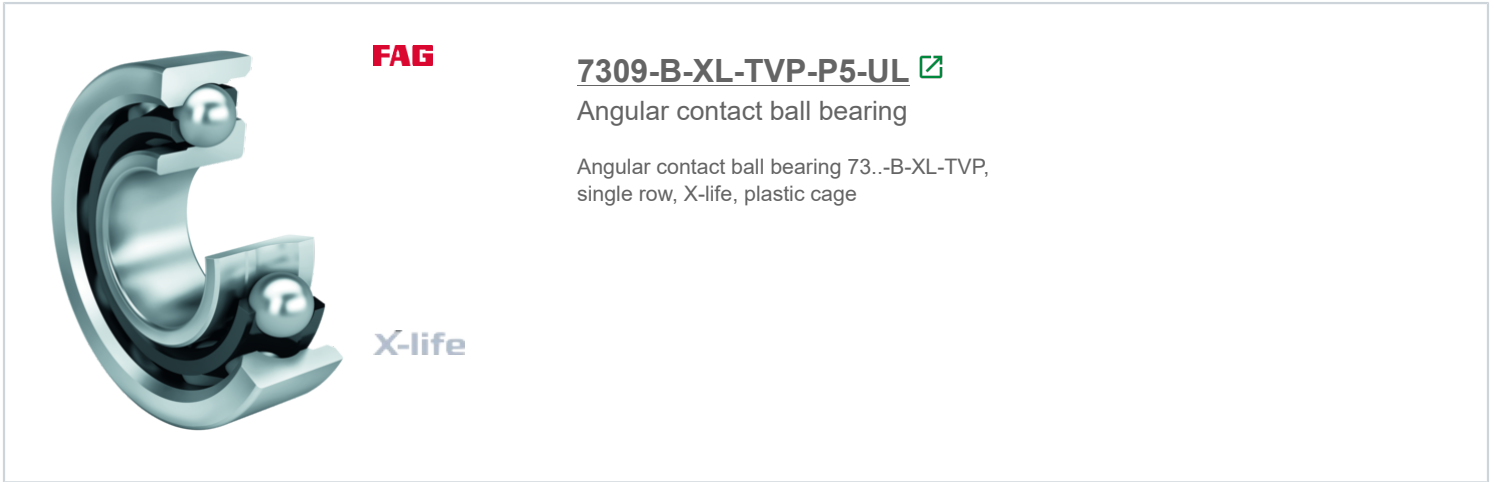 FAG
7309-B-XL-TVP-P5-UL
Angular contact ball bearing
Angular contact ball bearing 73..-B-XL-TVP,
single row, X-life, plastic cage
X-life